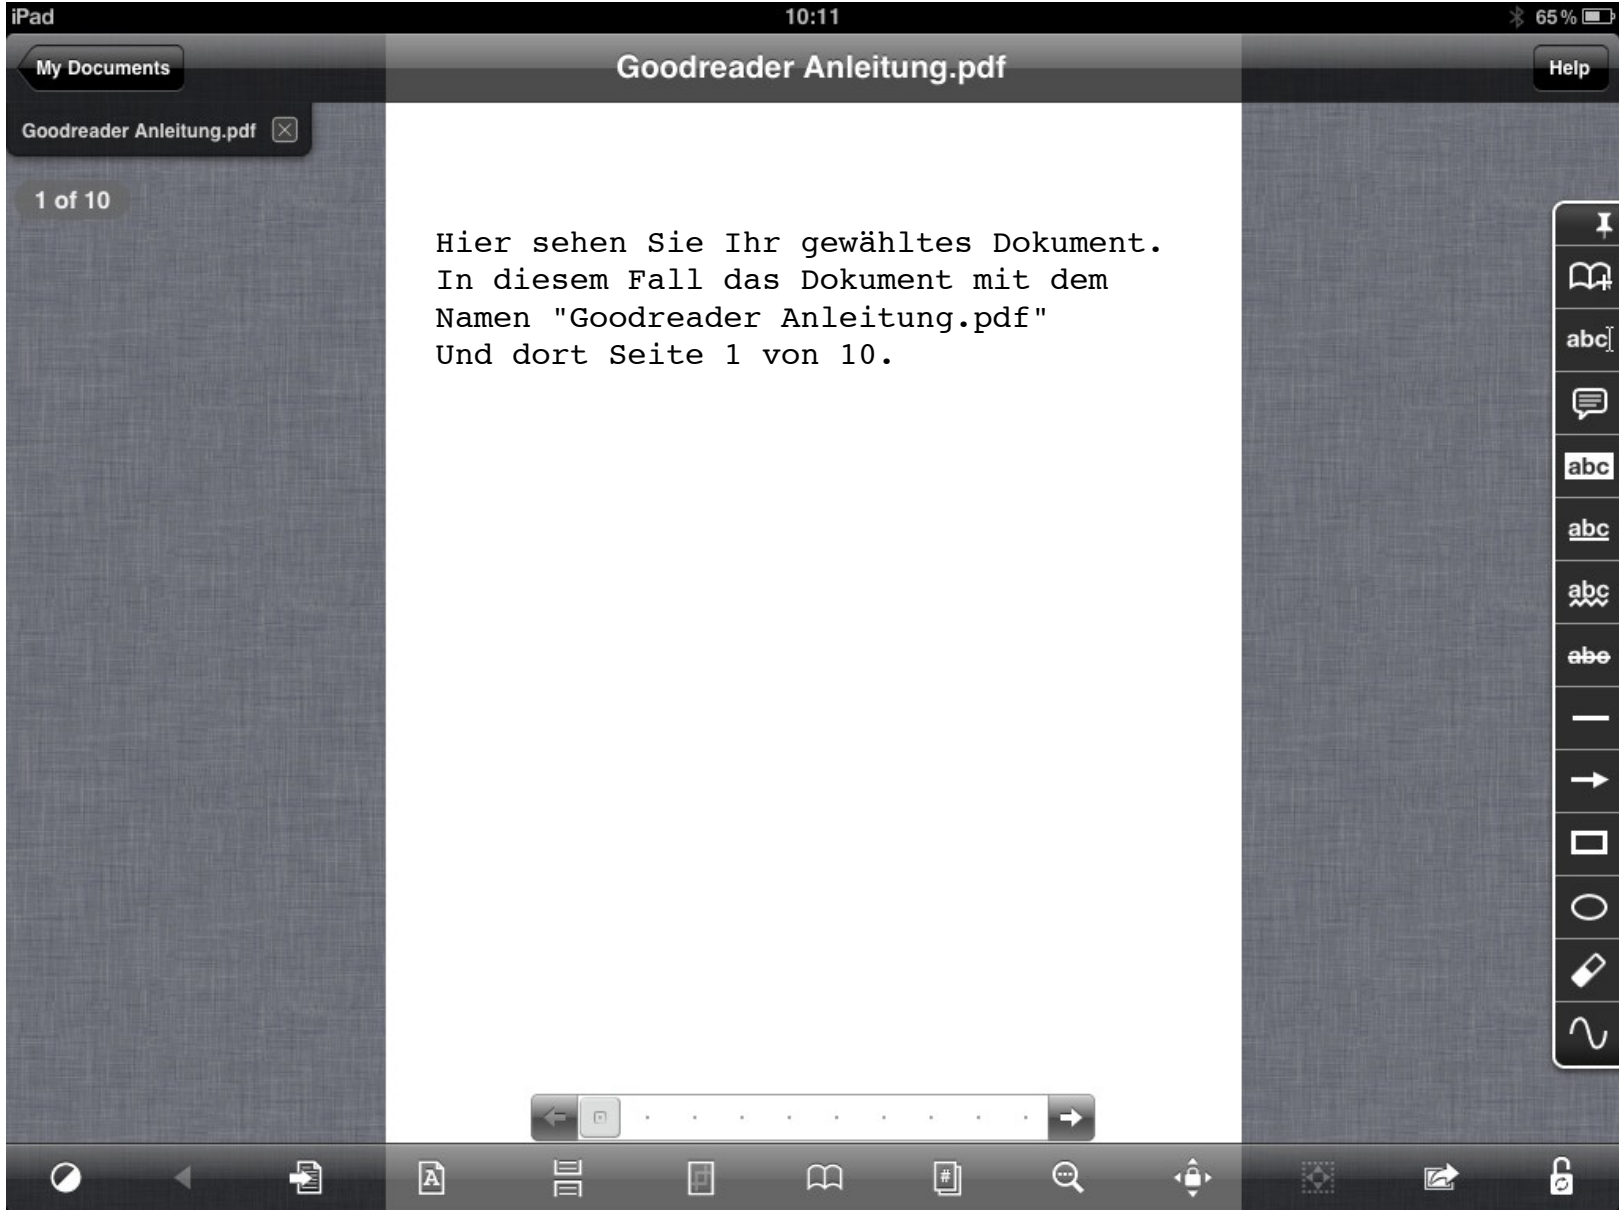 iPad
10:11
65%
My Documents
Goodreader Anleitung.pdf
Help
Goodreader Anleitung.pdf
1 of 10
Hier sehen Sie Ihr gewähltes Dokument.
In diesem Fall das Dokument mit dem
Namen "Goodreader Anleitung.pdf"
Und dort Seite 1 von 10.
abc
abc
abc
abc
abc
A
#